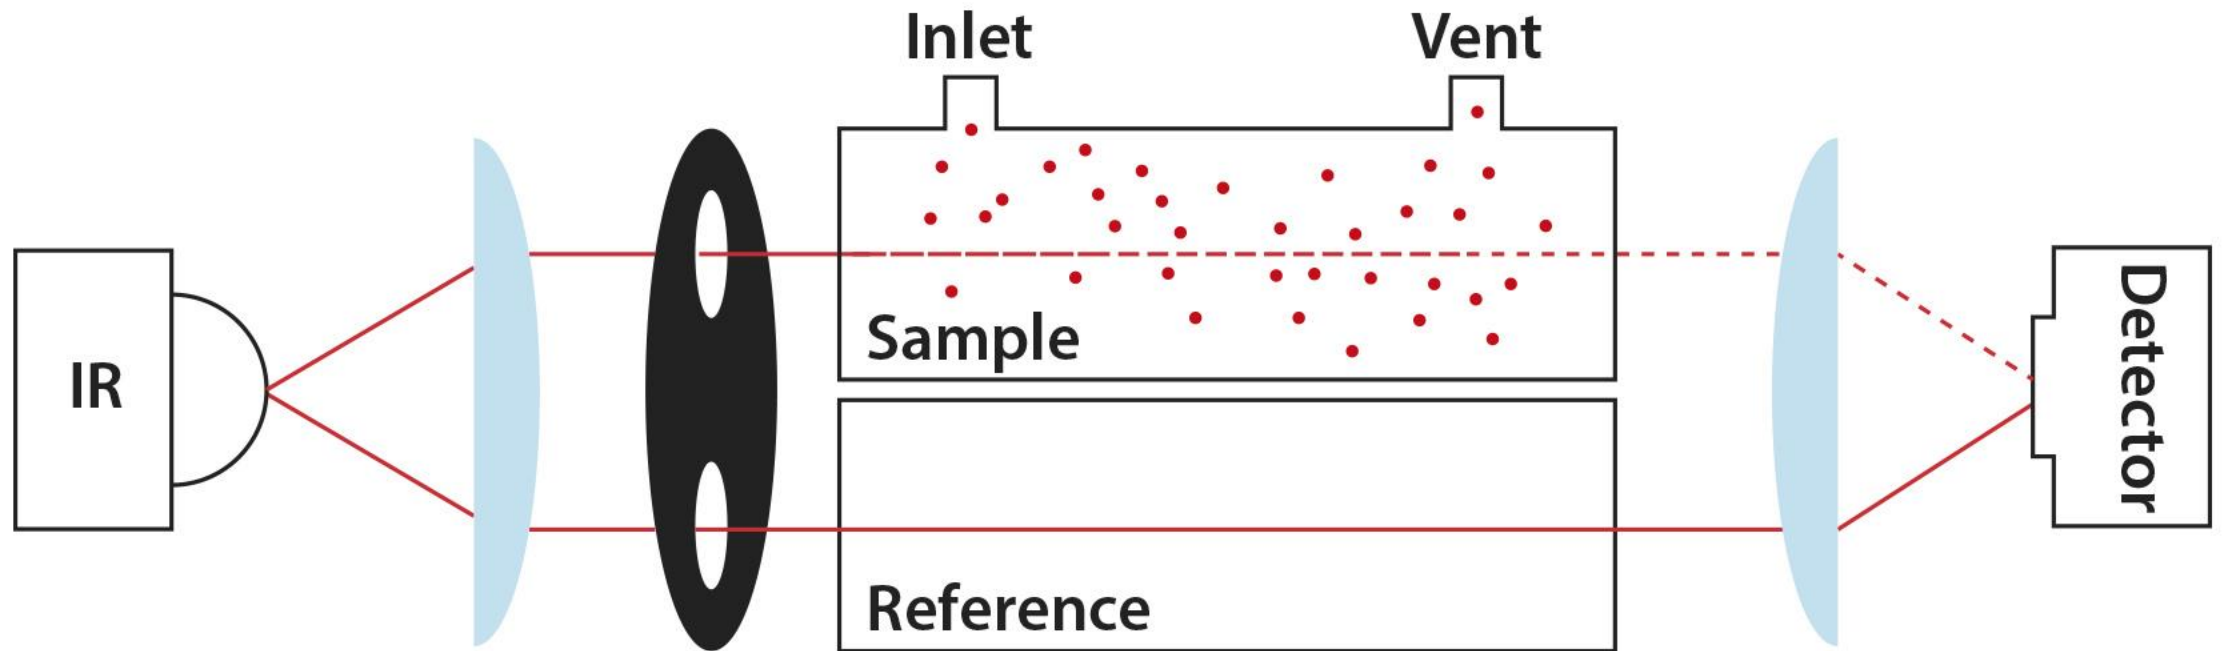 Inlet
Vent
IR
Sample
Detector
Reference